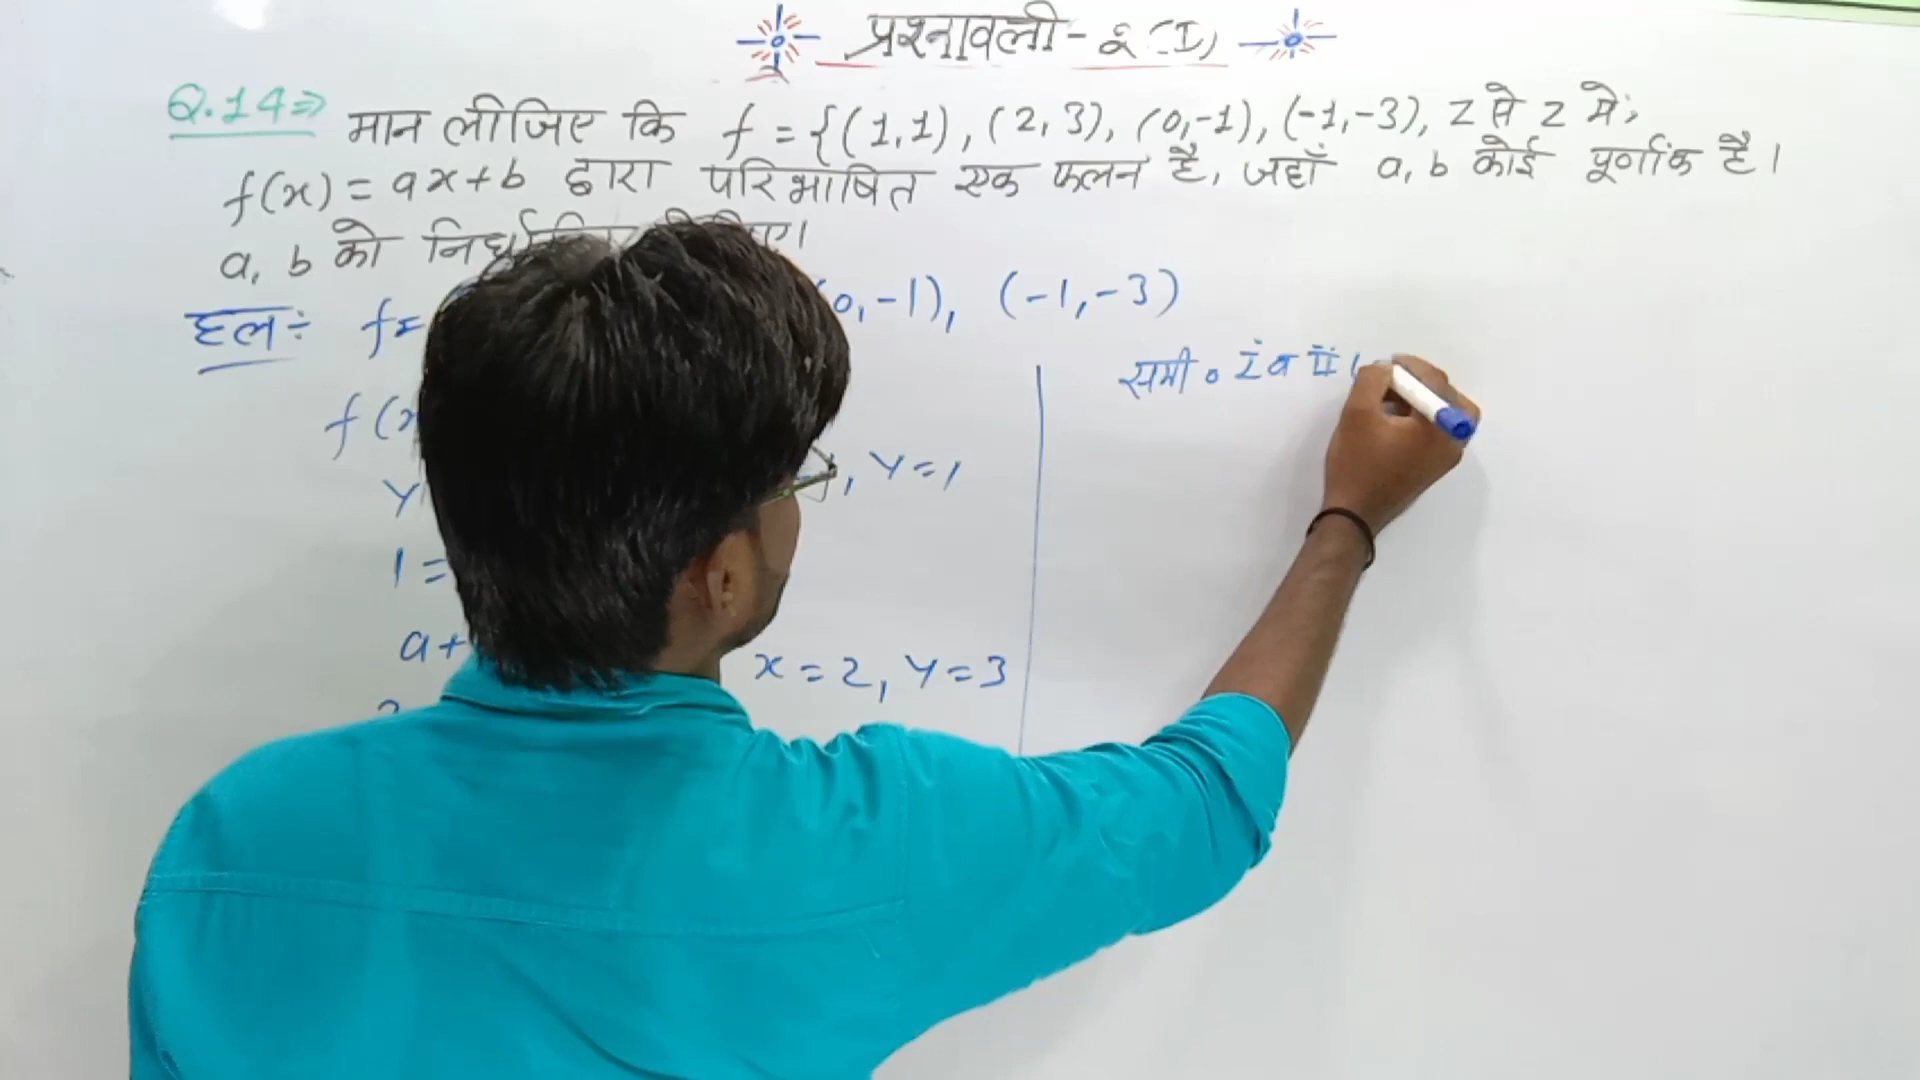 प्रश्नावली - 2 (I)
Q.14⇒ मान लीजिए कि f = {(1,1), (2,3), (0,-1), (-1,-3), Z से Z में;
f(x) = ax+b द्वारा परिभाषित एक फलन है, जहाँ a, b कोई पूर्णांक है।
a, b को
हल÷ f= 0,-1), (-1,-3)
f(x
Y , Y=1
1=
a+ x=2, Y=3
समी० I व II